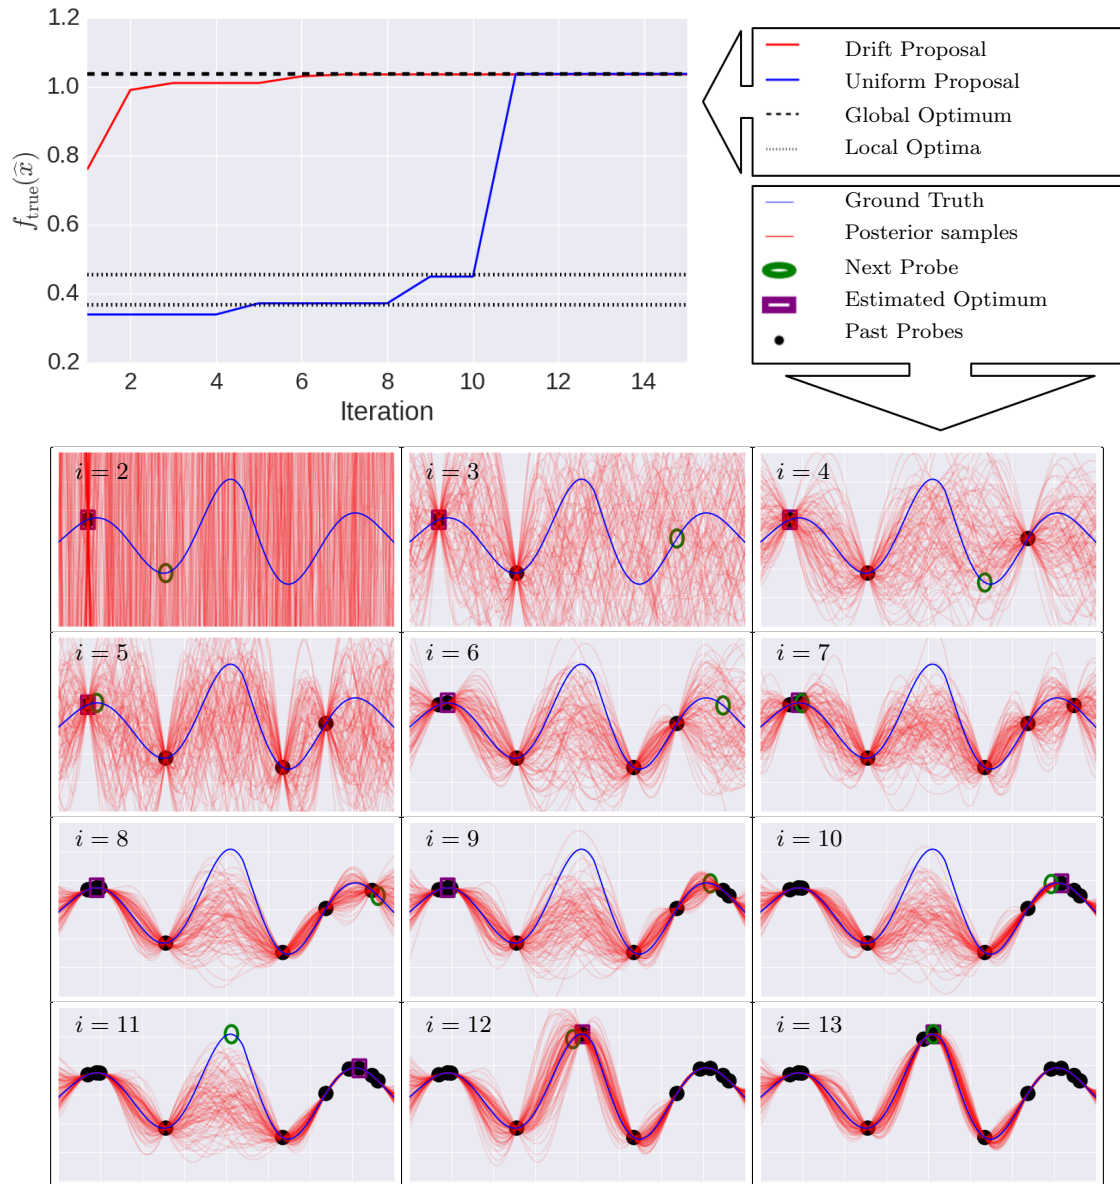 1.2
1.0
0.8
0.6
0.4
0.2
f_true(x̃)
2 4 6 8 10 12 14
Iteration
Drift Proposal
Uniform Proposal
Global Optimum
Local Optima
Ground Truth
Posterior samples
Next Probe
Estimated Optimum
Past Probes
i = 2
i = 3
i = 4
i = 5
i = 6
i = 7
i = 8
i = 9
i = 10
i = 11
i = 12
i = 13